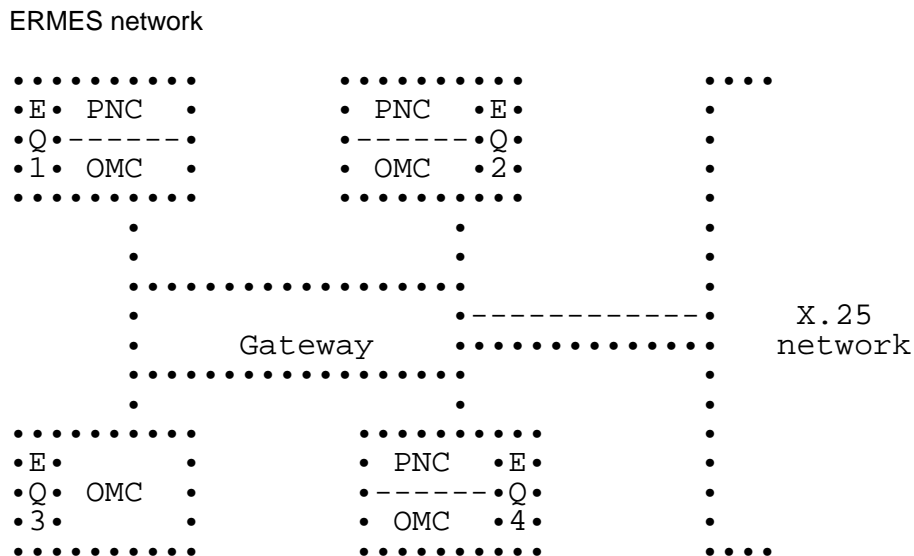 ERMES network
E PNC PNC E
Q Q
1 OMC OMC 2
X.25
Gateway network
E PNC E
Q OMC Q
3 OMC 4